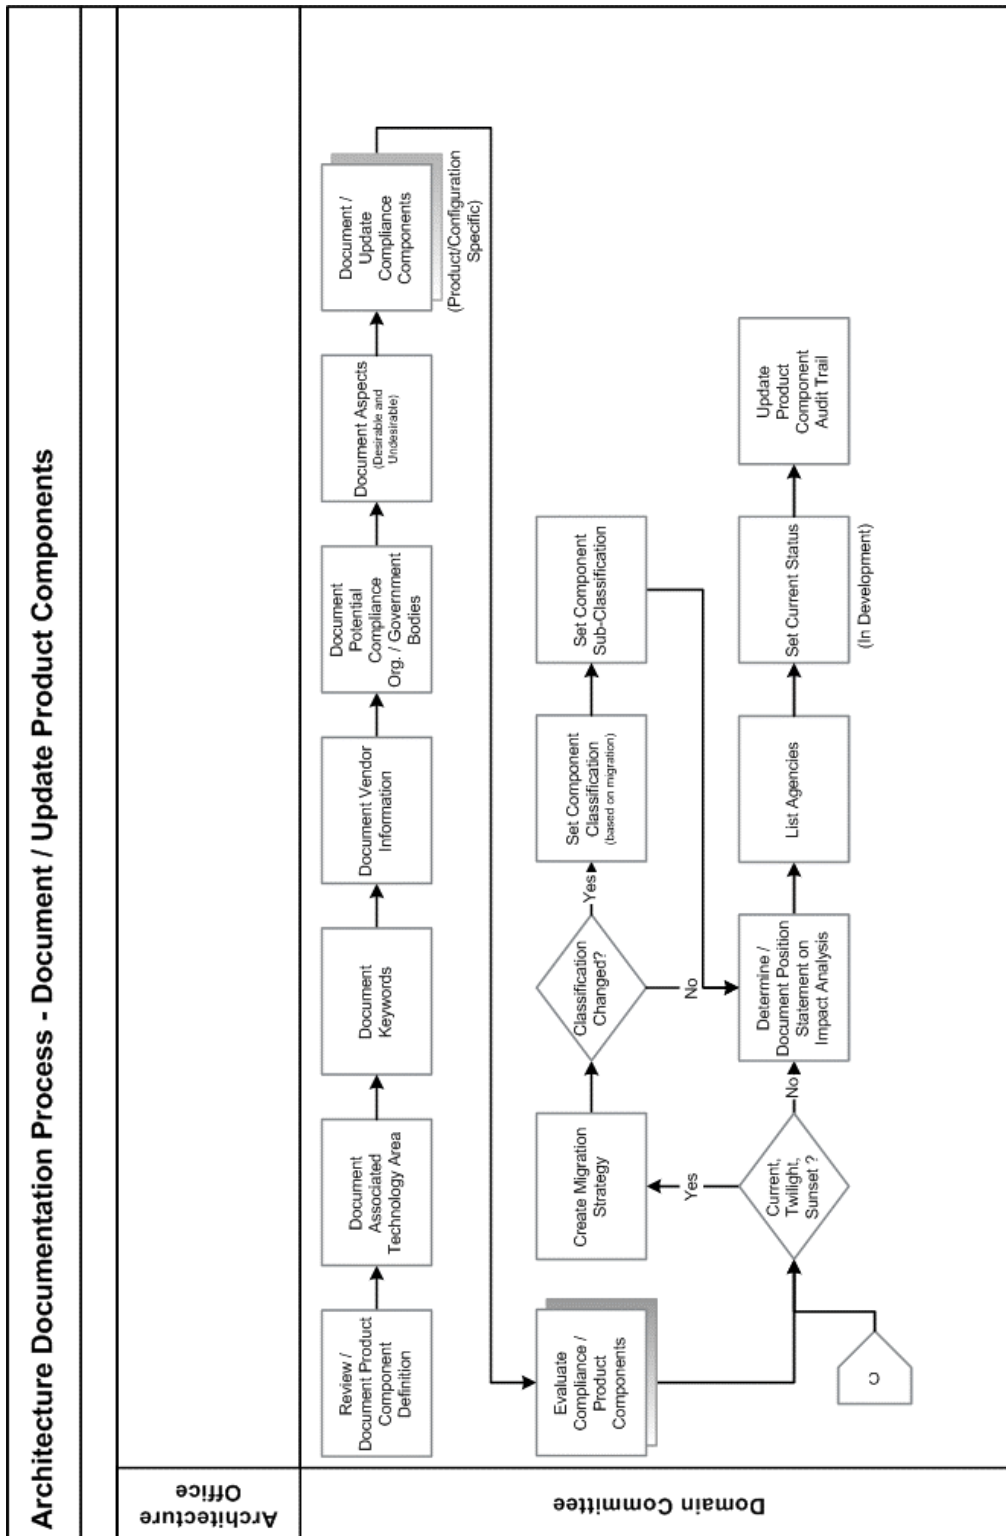 Architecture Documentation Process - Document / Update Product Components
Architecture
Office
Domain Committee
Review /
Document Product
Component
Definition
Document
Associated
Technology Area
Document
Keywords
Document Vendor
Information
Document
Potential
Compliance
Org. / Government
Bodies
Document Aspects
(Desirable and
Undesirable)
Document /
Update
Compliance
Components
(Product/Configuration
Specific)
Evaluate
Compliance /
Product
Components
Create Migration
Strategy
Classification
Changed?
Yes
No
Set Component
Classification
(based on migration)
Set Component
Sub-Classification
C
Current,
Twilight,
Sunset ?
Yes
No
Determine /
Document Position
Statement on
Impact Analysis
List Agencies
Set Current Status
(In Development)
Update
Product
Component
Audit Trail